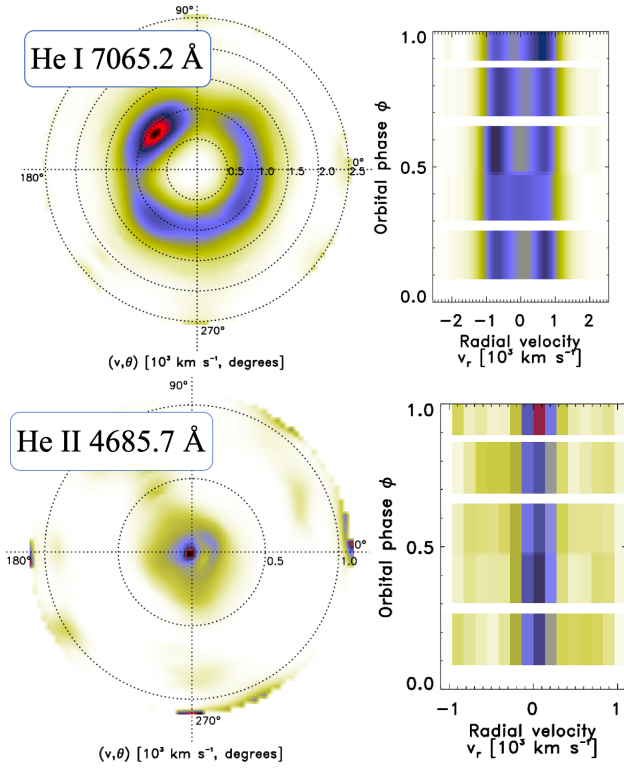 He I 7065.2 Å
90°
180°
0°
0.5 1.0 1.5 2.0 2.5
270°
(v,θ) [10³ km s⁻¹, degrees]
1.0
0.5
0.0
Orbital phase ϕ
-2 -1 0 1 2
Radial velocity
vᵣ [10³ km s⁻¹]
He II 4685.7 Å
90°
180°
0°
0.5 1.0
270°
(v,θ) [10³ km s⁻¹, degrees]
1.0
0.5
0.0
Orbital phase ϕ
-1 0 1
Radial velocity
vᵣ [10³ km s⁻¹]